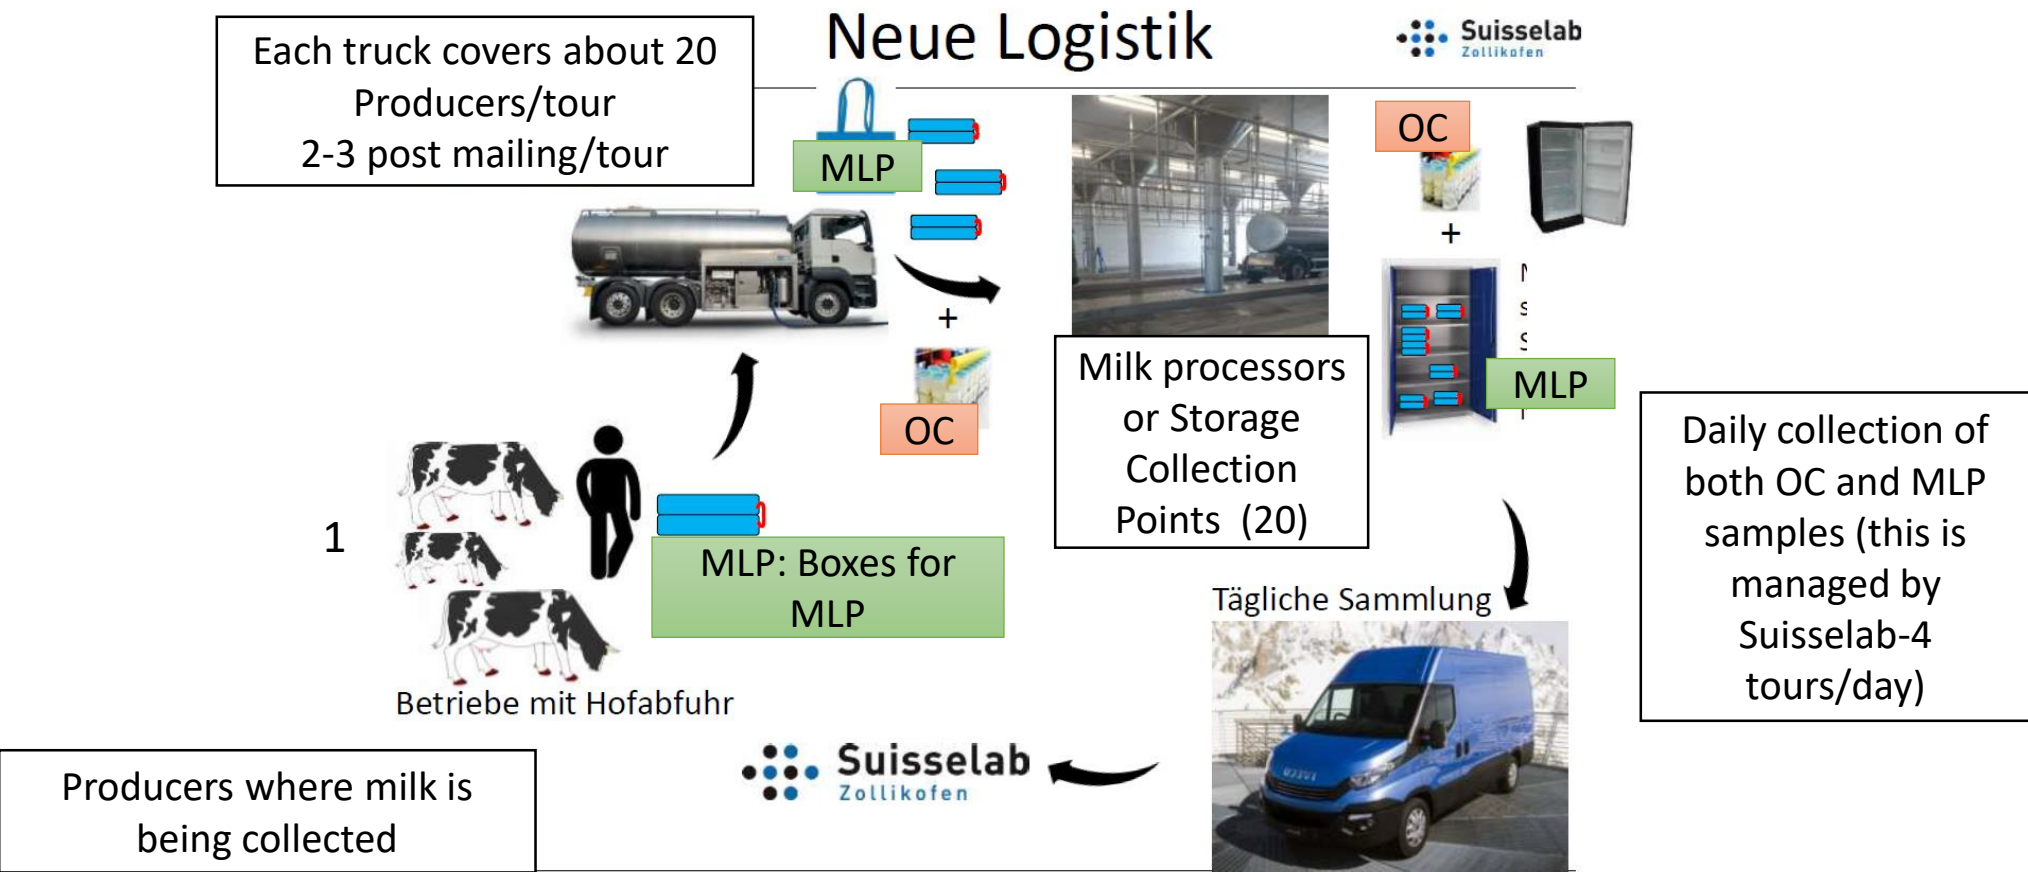 Neue Logistik
Suisselab
Zollikofen
Each truck covers about 20
Producers/tour
2-3 post mailing/tour
MLP
OC
+
+
OC
MLP
Milk processors
or Storage
Collection
Points (20)
Daily collection of
both OC and MLP
samples (this is
managed by
Suisselab-4
tours/day)
1
MLP: Boxes for
MLP
Tägliche Sammlung
Betriebe mit Hofabfuhr
Suisselab
Zollikofen
Producers where milk is
being collected